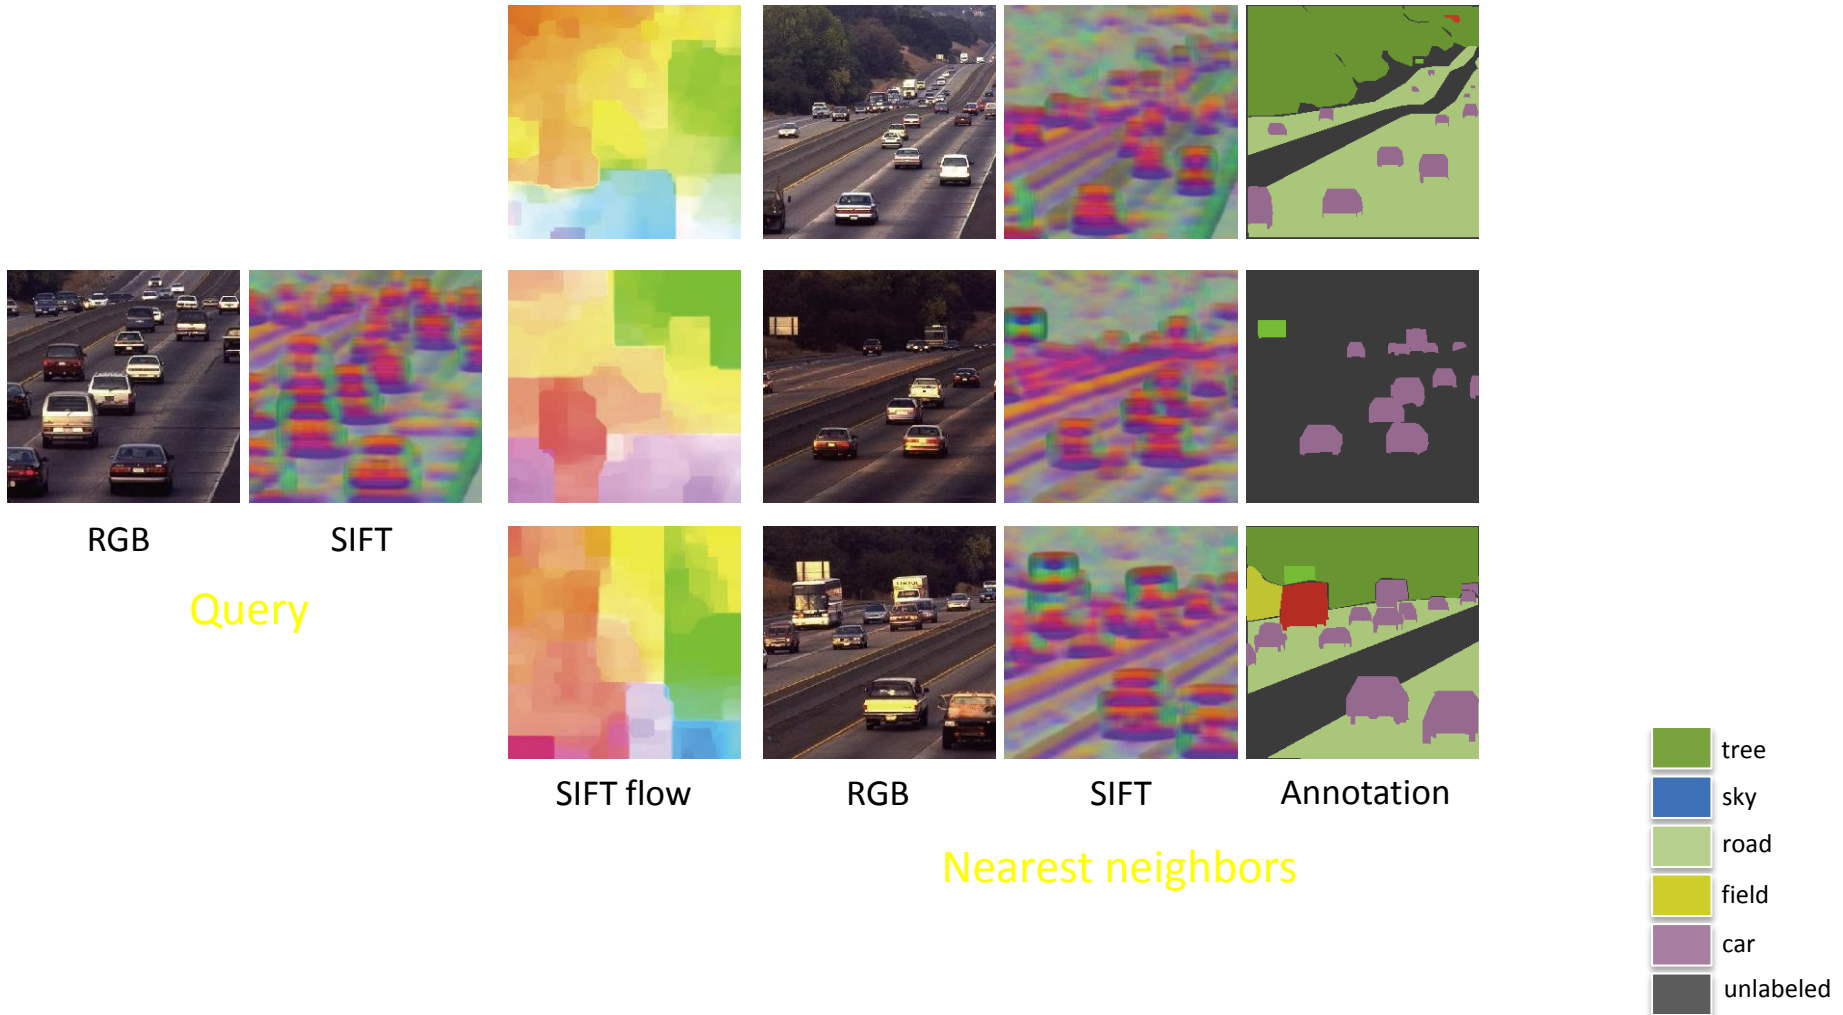 RGB
SIFT
Query
SIFT flow
RGB
SIFT
Annotation
Nearest neighbors
tree
sky
road
field
car
unlabeled